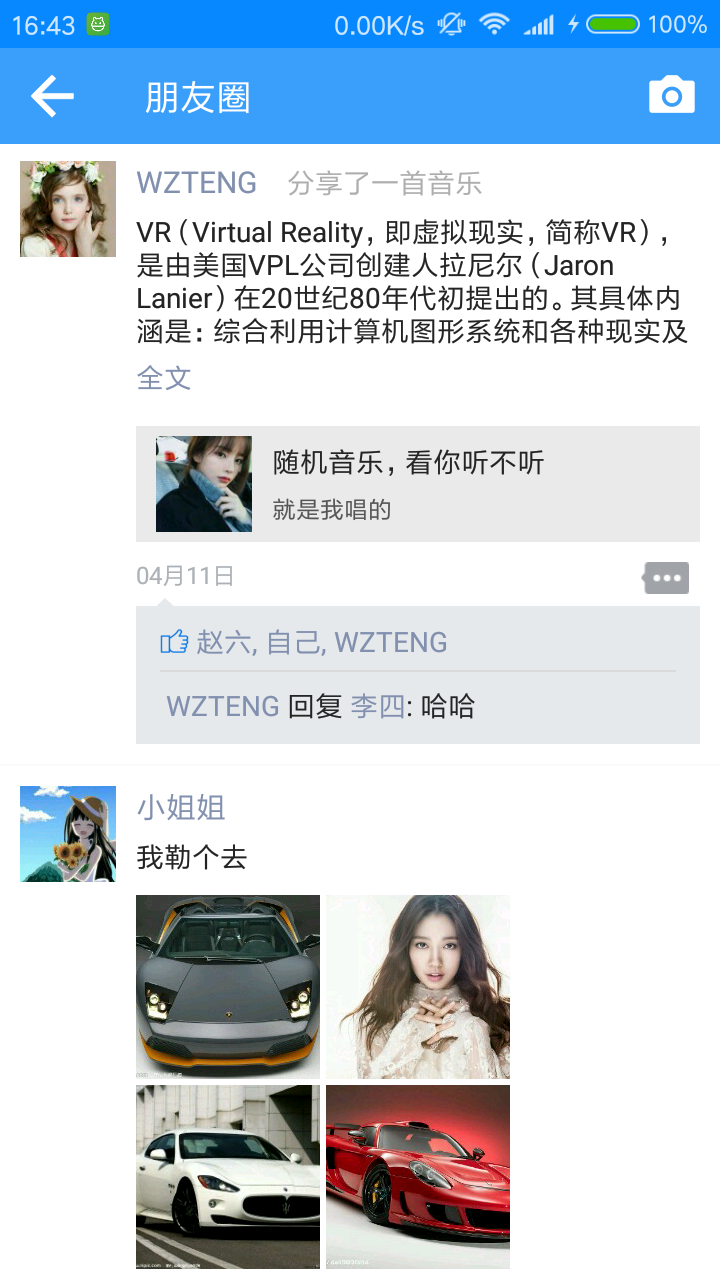 16:43 0.00K/s 100%
朋友圈
WZTENG 分享了一首音乐
VR（Virtual Reality，即虚拟现实，简称VR），
是由美国VPL公司创建人拉尼尔（Jaron
Lanier）在20世纪80年代初提出的。其具体内
涵是：综合利用计算机图形系统和各种现实及
全文
随机音乐，看你听不听
就是我唱的
04月11日
赵六, 自己, WZTENG
WZTENG 回复 李四: 哈哈
小姐姐
我勒个去